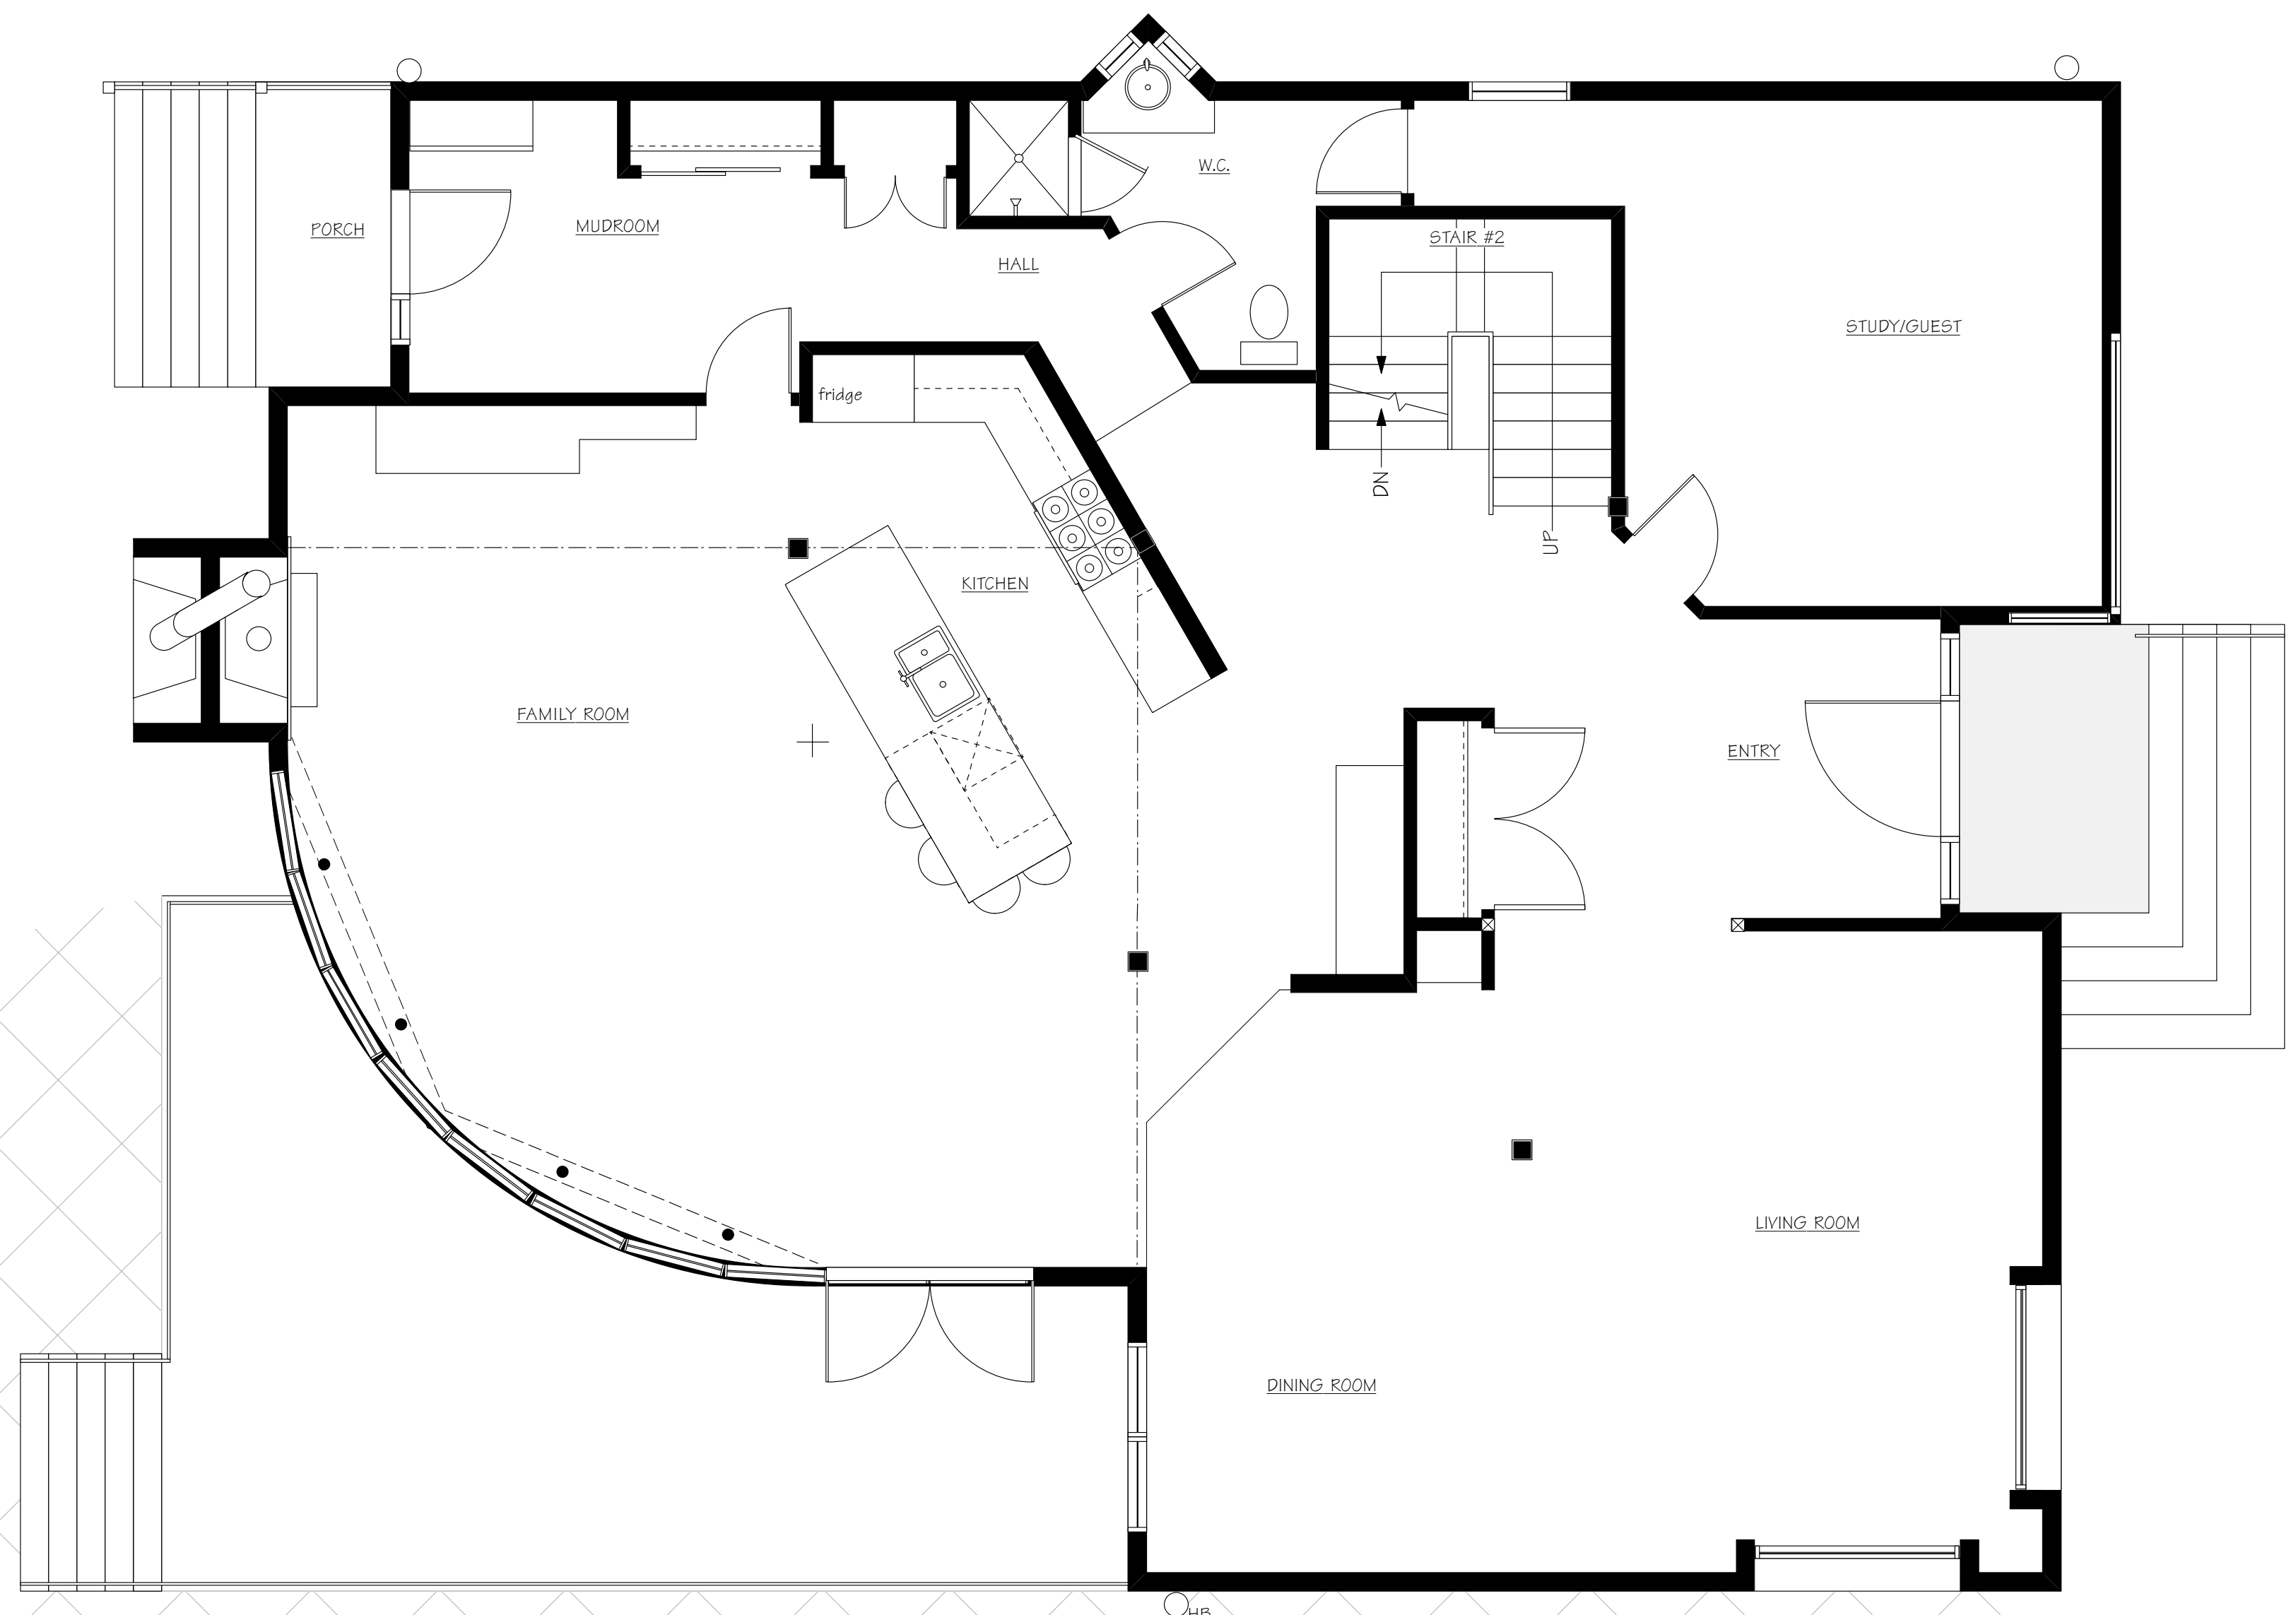 W.C.
PORCH
MUDROOM
STAIR #2
HALL
STUDY/GUEST
fridge
DN
UP
KITCHEN
FAMILY ROOM
ENTRY
LIVING ROOM
DINING ROOM
HB